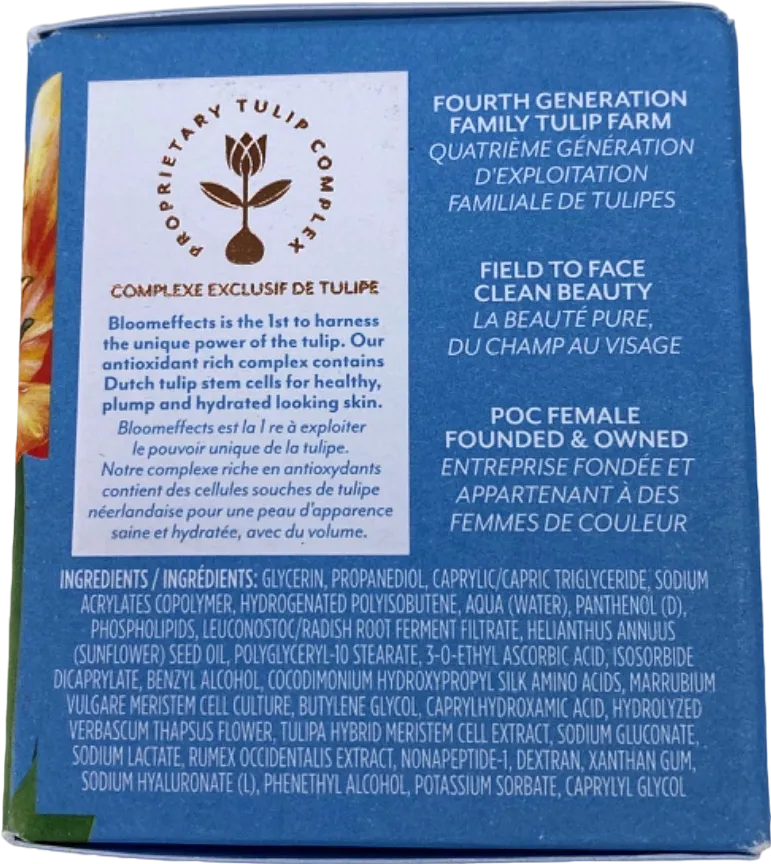 PROPRIETARY TULIP COMPLEX
COMPLEXE EXCLUSIF DE TULIPE
Bloomeffects is the 1st to harness
the unique power of the tulip. Our
antioxidant rich complex contains
Dutch tulip stem cells for healthy,
plump and hydrated looking skin.
Bloomeffects est la 1 re à exploiter
le pouvoir unique de la tulipe.
Notre complexe riche en antioxydants
contient des cellules souches de tulipe
néerlandaise pour une peau d'apparence
saine et hydratée, avec du volume.
FOURTH GENERATION
FAMILY TULIP FARM
QUATRIÈME GÉNÉRATION
D'EXPLOITATION
FAMILIALE DE TULIPES
FIELD TO FACE
CLEAN BEAUTY
LA BEAUTÉ PURE,
DU CHAMP AU VISAGE
POC FEMALE
FOUNDED & OWNED
ENTREPRISE FONDÉE ET
APPARTENANT À DES
FEMMES DE COULEUR
INGREDIENTS / INGRÉDIENTS: GLYCERIN, PROPANEDIOL, CAPRYLIC/CAPRIC TRIGLYCERIDE, SODIUM
ACRYLATES COPOLYMER, HYDROGENATED POLYISOBUTENE, AQUA (WATER), PANTHENOL (D),
PHOSPHOLIPIDS, LEUCONOSTOC/RADISH ROOT FERMENT FILTRATE, HELIANTHUS ANNUUS
(SUNFLOWER) SEED OIL, POLYGLYCERYL-10 STEARATE, 3-O-ETHYL ASCORBIC ACID, ISOSORBIDE
DICAPRYLATE, BENZYL ALCOHOL, COCODIMONIUM HYDROXYPROPYL SILK AMINO ACIDS, MARRUBIUM
VULGARE MERISTEM CELL CULTURE, BUTYLENE GLYCOL, CAPRYLHYDROXAMIC ACID, HYDROLYZED
VERBASCUM THAPSUS FLOWER, TULIPA HYBRID MERISTEM CELL EXTRACT, SODIUM GLUCONATE,
SODIUM LACTATE, RUMEX OCCIDENTALIS EXTRACT, NONAPEPTIDE-1, DEXTRAN, XANTHAN GUM,
SODIUM HYALURONATE (L), PHENETHYL ALCOHOL, POTASSIUM SORBATE, CAPRYLYL GLYCOL